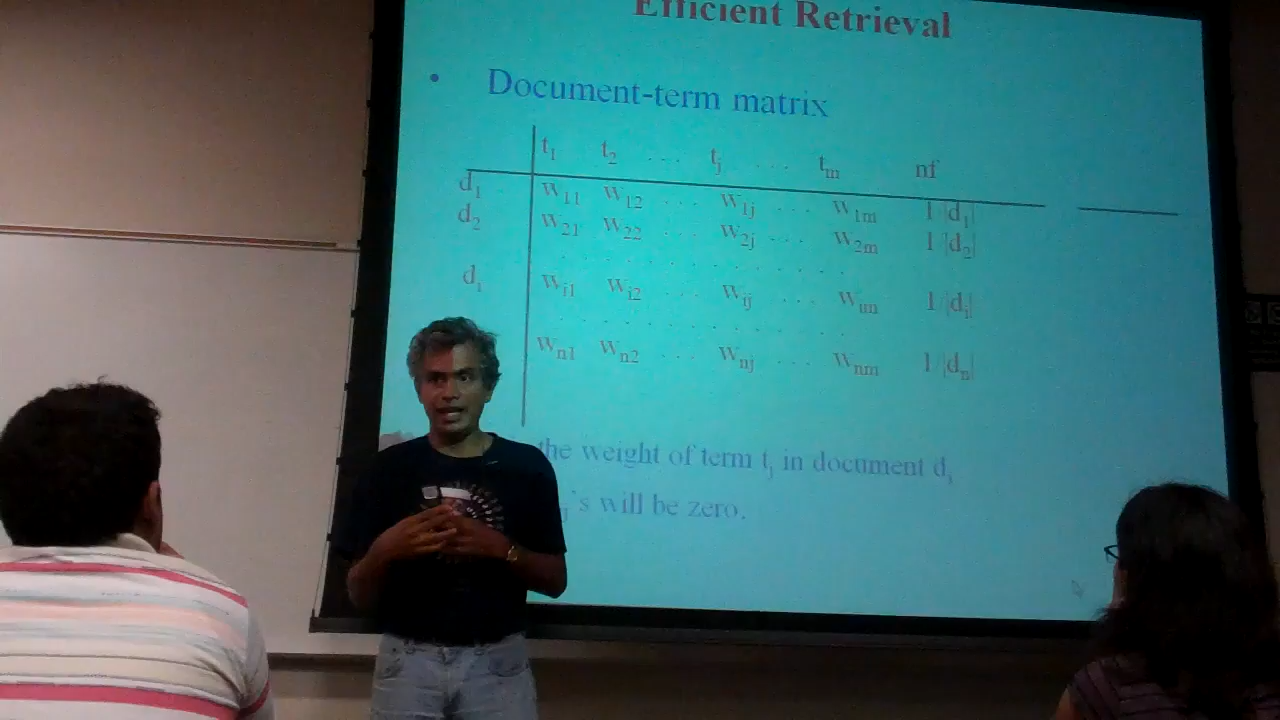 Efficient Retrieval
• Document-term matrix
t1 t2 . . . tj . . . tm nf
d1 w11 w12 . . . w1j . . . w1m 1/|d1|
d2 w21 w22 . . . w2j . . . w2m 1/|d2|
. . . . . . . . . . . . . .
di wi1 wi2 . . . wij . . . wim 1/|di|
. . . . . . . . . . . . . .
wn1 wn2 . . . wnj . . . wnm 1/|dn|
the weight of term tj in document di
j's will be zero.